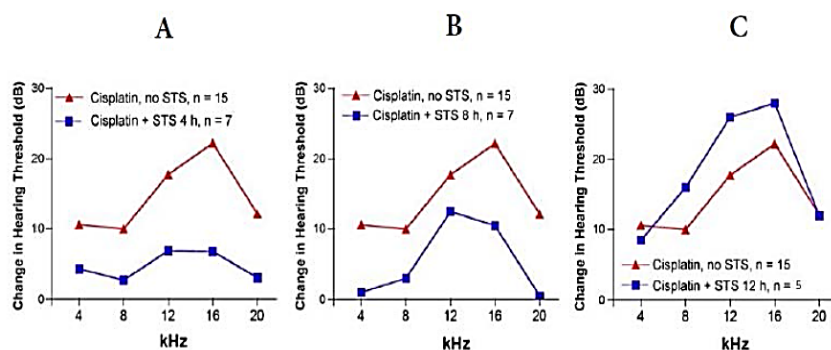 A
B
C
Change in Hearing Threshold (dB)
30
20
10
0
Cisplatin, no STS, n = 15
Cisplatin + STS 4 h, n = 7
4 8 12 16 20
kHz
Change in Hearing Threshold (dB)
30
20
10
0
Cisplatin, no STS, n = 15
Cisplatin + STS 8 h, n = 7
4 8 12 16 20
kHz
Change in Hearing Threshold (dB)
30
20
10
0
Cisplatin, no STS, n = 15
Cisplatin + STS 12 h, n = 5
4 8 12 16 20
kHz